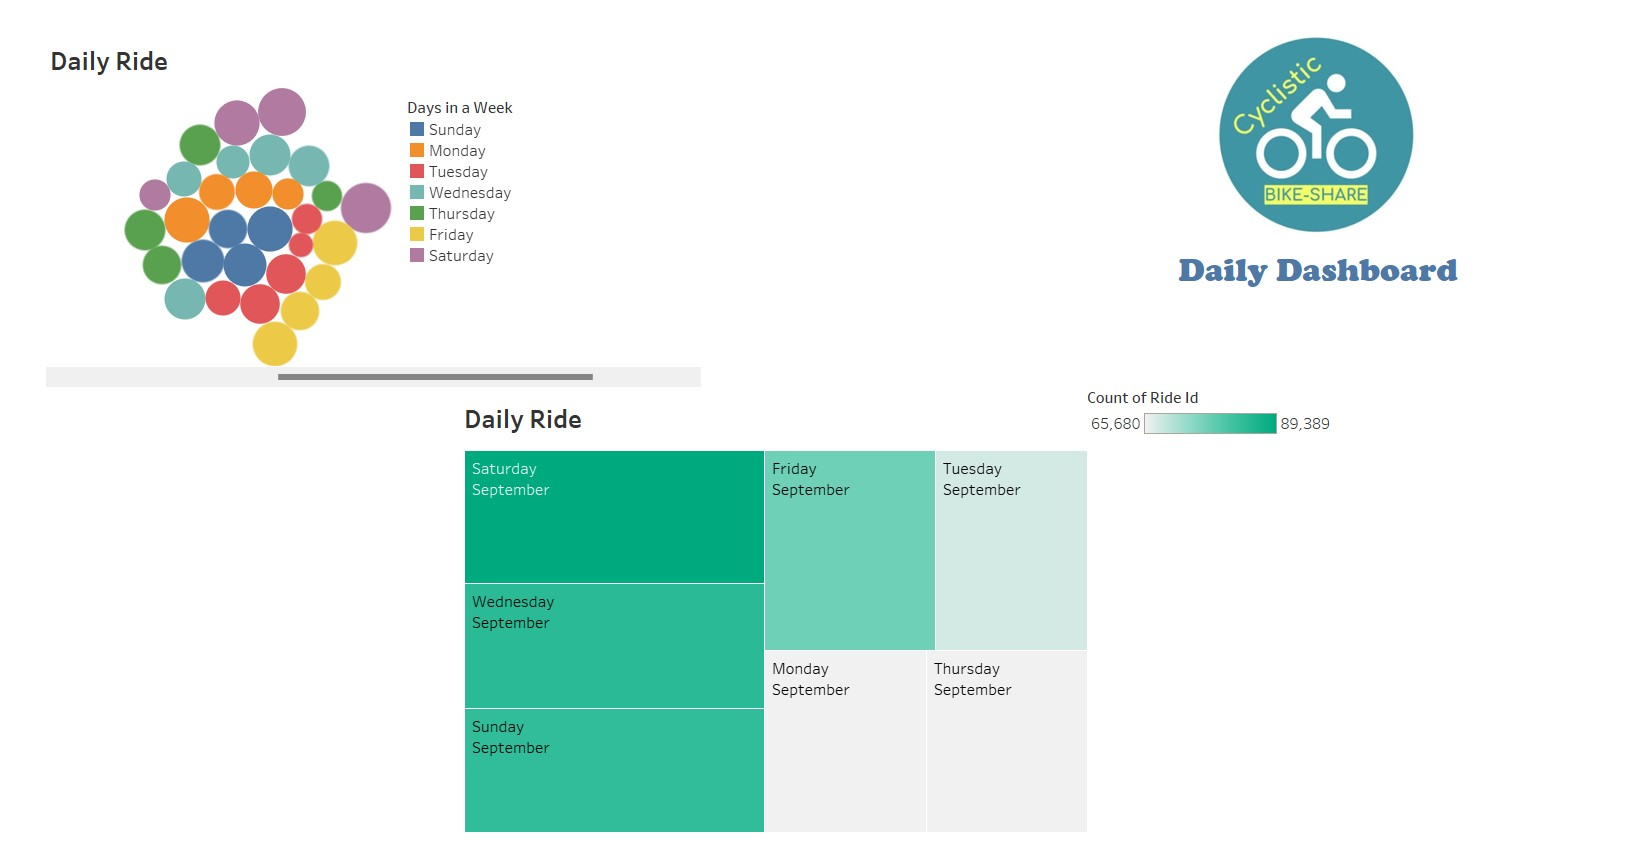 Daily Ride
Days in a Week
Sunday
Monday
Tuesday
Wednesday
Thursday
Friday
Saturday
Cyclistic
BIKE-SHARE
Daily Dashboard
Daily Ride
Count of Ride Id
65,680 89,389
Saturday
September
Wednesday
September
Sunday
September
Friday
September
Tuesday
September
Monday
September
Thursday
September